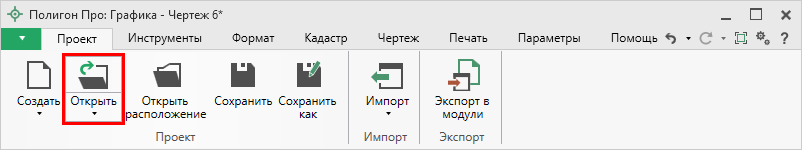 Полигон Про: Графика - Чертеж 6*
Проект Инструменты Формат Кадастр Чертеж Печать Параметры Помощь ?
Создать Открыть Открыть расположение Сохранить Сохранить как Импорт Экспорт в модули
Проект Импорт Экспорт